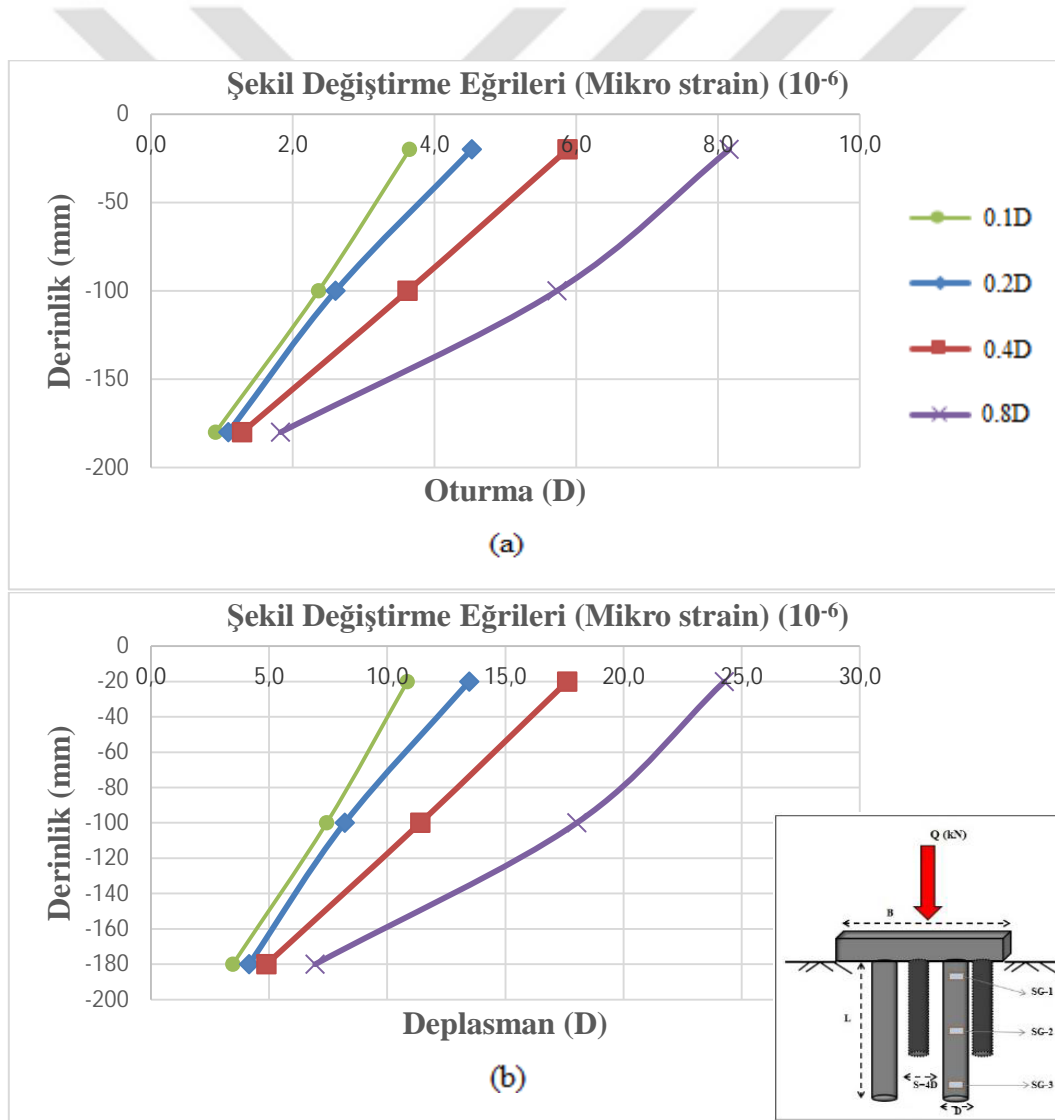 Şekil Değiştirme Eğrileri (Mikro strain) (10-6)
0
0,0 2,0 4,0 6,0 8,0 10,0
-50
-100
-150
-200
Derinlik (mm)
Oturma (D)
0.1D
0.2D
0.4D
0.8D
(a)
Şekil Değiştirme Eğrileri (Mikro strain) (10-6)
0
0,0 5,0 10,0 15,0 20,0 25,0 30,0
-20
-40
-60
-80
-100
-120
-140
-160
-180
-200
Derinlik (mm)
Deplasman (D)
(b)
Q (kN)
B
SG-1
L
SG-2
S=4D
SG-3
D